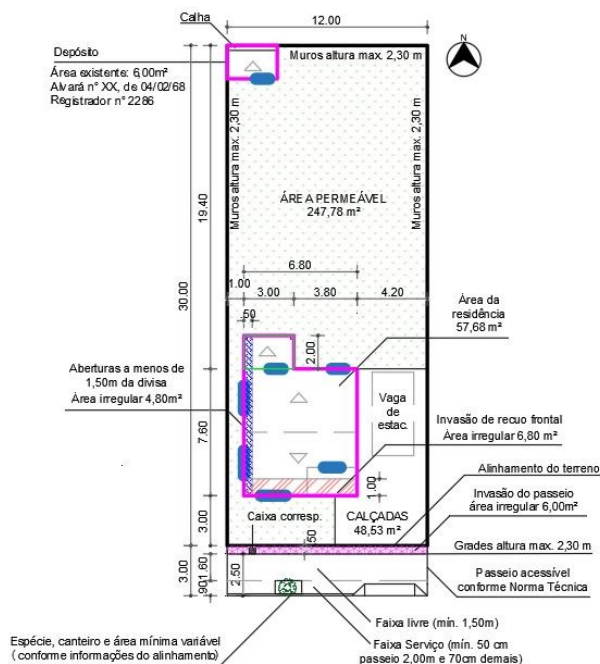 12.00
Calha
N
Depósito
Área existente: 6,00m²
Alvará n° XX, de 04/02/68
Registrador n° 2286
Muros altura max. 2,30 m
Muros altura max. 2,30 m
Muros altura max. 2,30 m
ÁREA PERMEÁVEL
247,78 m²
19.40
30.00
6.80
1.00
3.00
3.80
4.20
.50
2.00
Área da
residência
57,68 m²
Aberturas a menos de
1,50m da divisa
Área irregular 4,80m²
7.60
Vaga
de
estac.
Invasão de recuo frontal
Área irregular 6,80 m²
1.00
Alinhamento do terreno
Invasão do passeio
área irregular 6,00m²
3.00
Caixa corresp.
CALÇADAS
48,53 m²
.50
Grades altura max. 2,30 m
3.00
.90
1.60
2.50
Passeio acessível
conforme Norma Técnica
Faixa livre (mín. 1,50m)
Faixa Serviço (mín. 50 cm
passeio 2,00m e 70cm demais)
Espécie, canteiro e área mínima variável
( conforme informações do alinhamento)